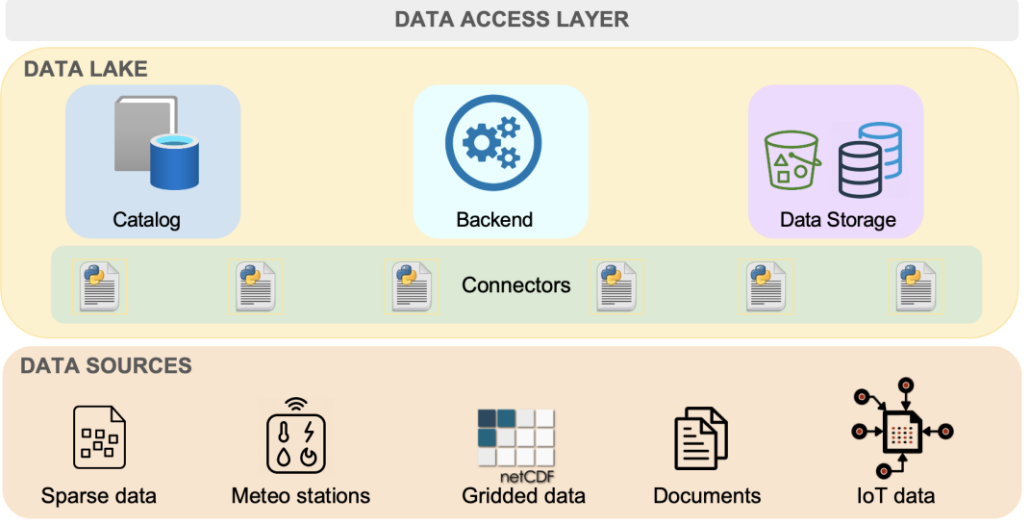 DATA ACCESS LAYER
DATA LAKE
Catalog
Backend
Data Storage
Connectors
DATA SOURCES
netCDF
Sparse data
Meteo stations
Gridded data
Documents
IoT data